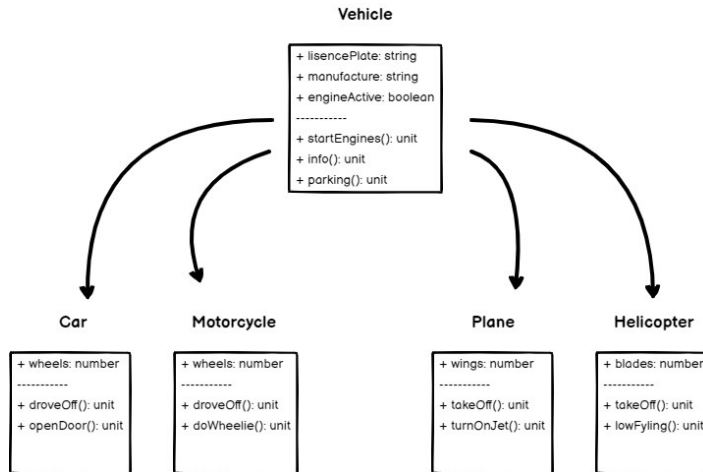 Vehicle
+ lisencePlate: string
+ manufacture: string
+ engineActive: boolean
-----------
+ startEngines(): unit
+ info(): unit
+ parking(): unit
Car
+ wheels: number
-----------
+ droveOff(): unit
+ openDoor(): unit
Motorcycle
+ wheels: number
-----------
+ droveOff(): unit
+ doWheelie(): unit
Plane
+ wings: number
-----------
+ takeOff(): unit
+ turnOnJet(): unit
Helicopter
+ blades: number
-----------
+ takeOff(): unit
+ lowFyling(): unit